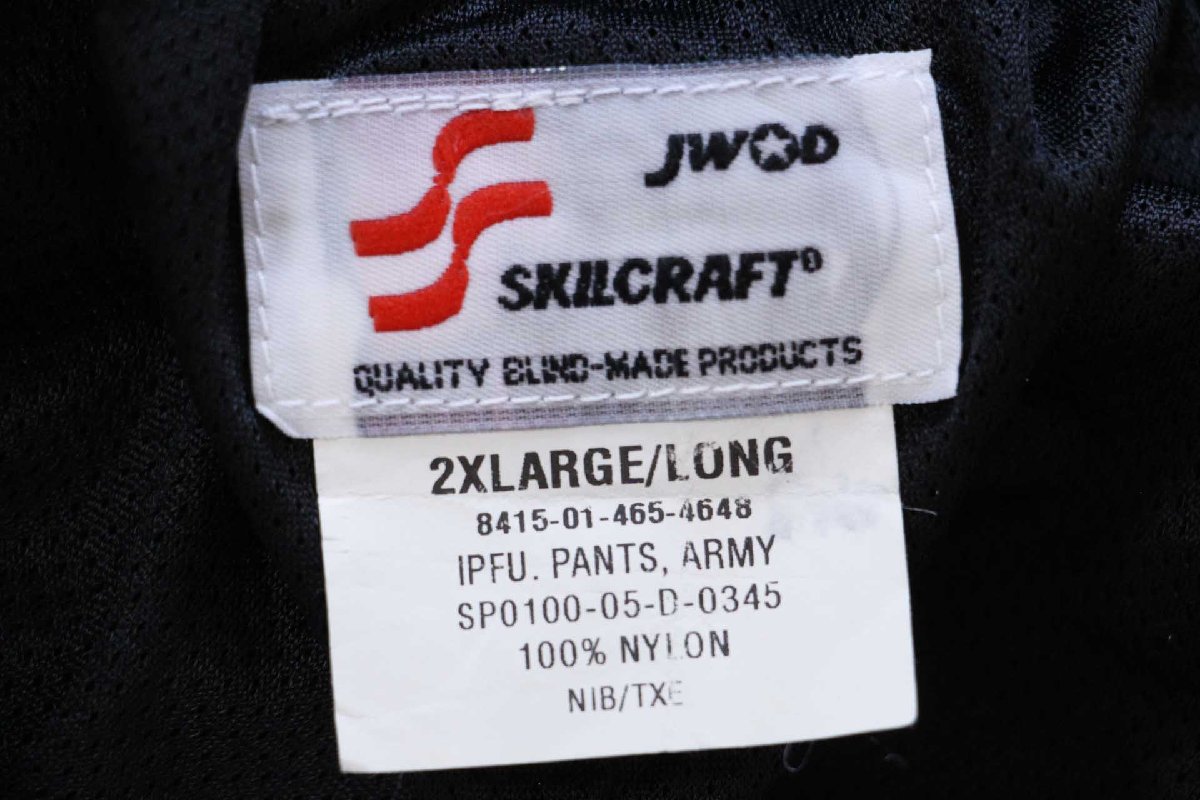 JWOD
SKILCRAFT®
QUALITY BLIND-MADE PRODUCTS
2XLARGE/LONG
8415-01-465-4648
IPFU. PANTS, ARMY
SP0100-05-D-0345
100% NYLON
NIB/TXE